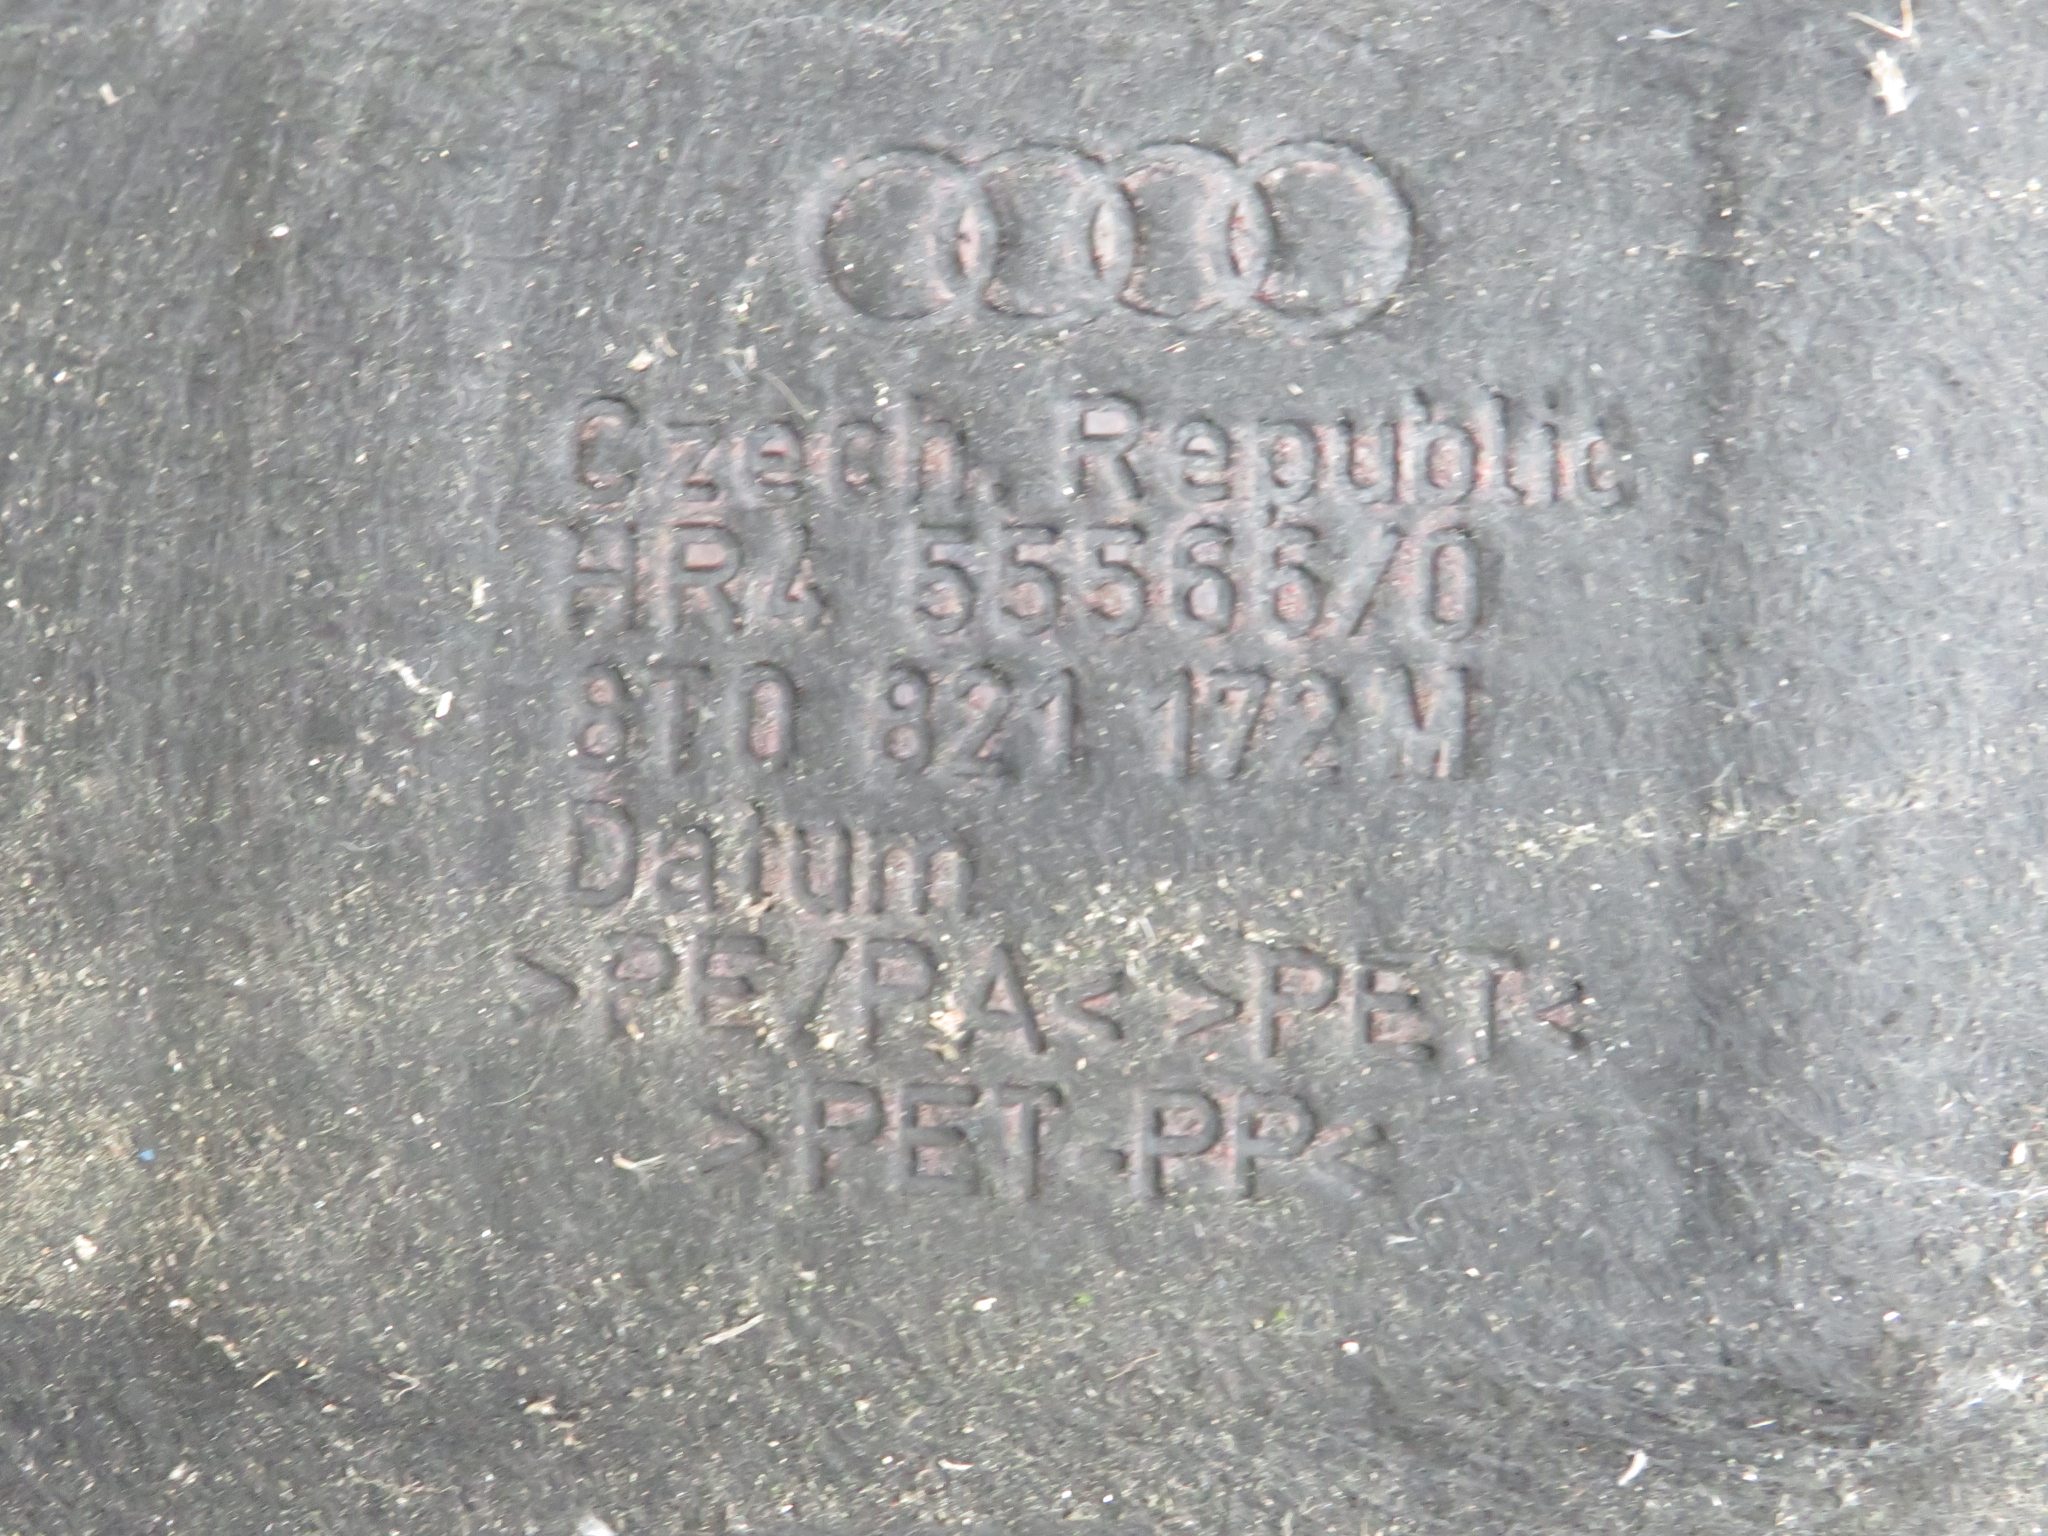 Czech. Republic
HR4 55566/0
8T0 821 172 M
Datum
>PE/PA< >PET<
>PET.PP<